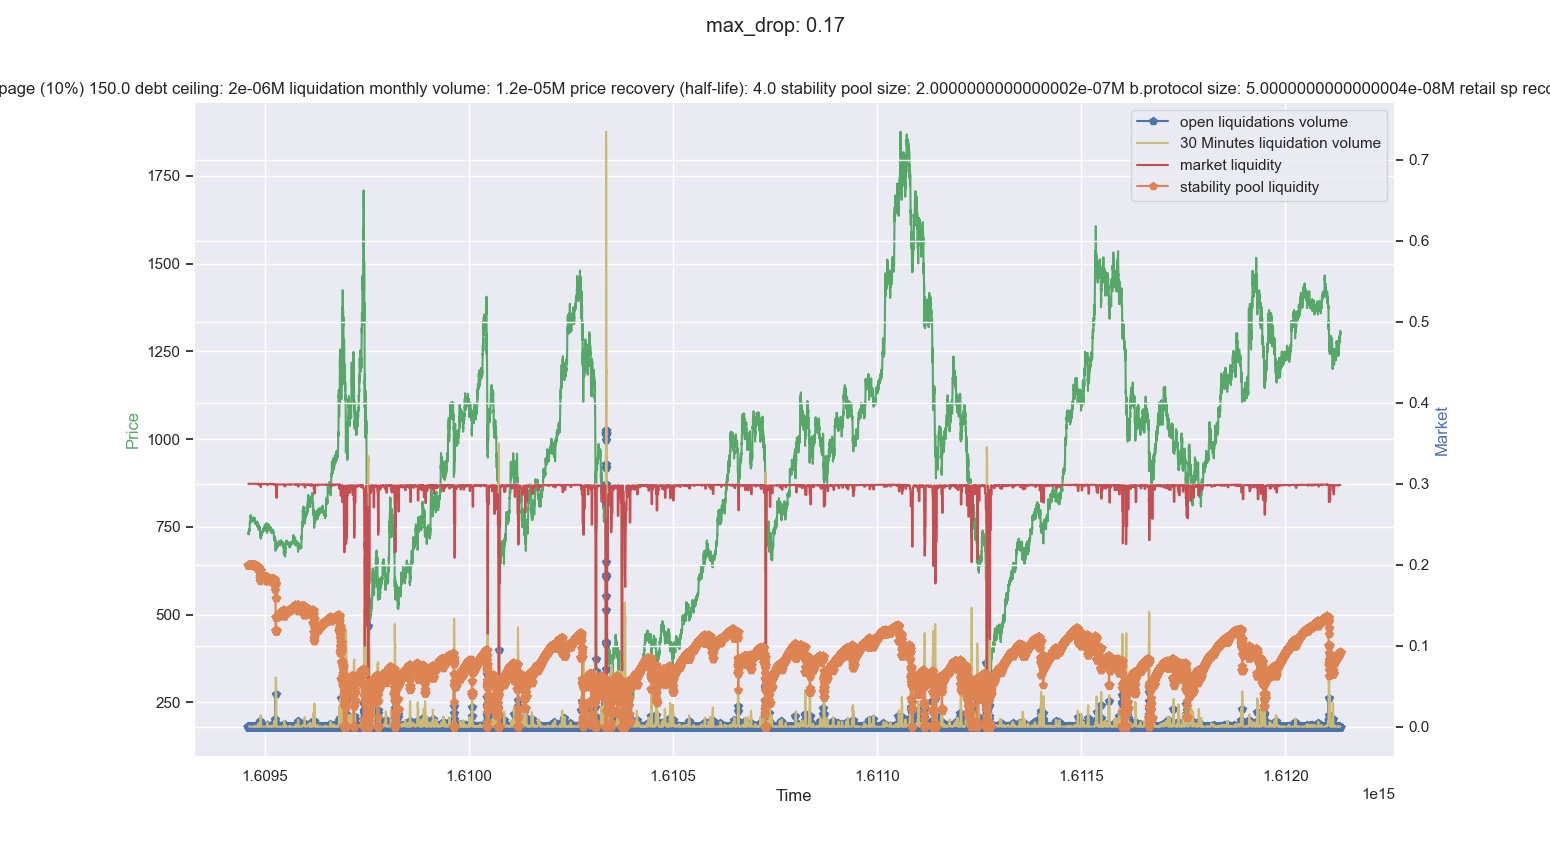 max_drop: 0.17
page (10%) 150.0 debt ceiling: 2e-06M liquidation monthly volume: 1.2e-05M price recovery (half-life): 4.0 stability pool size: 2.0000000000000002e-07M b.protocol size: 5.0000000000000004e-08M retail sp reco
open liquidations volume
30 Minutes liquidation volume
market liquidity
stability pool liquidity
1750
1500
1250
1000
750
500
250
Price
0.7
0.6
0.5
0.4
0.3
0.2
0.1
0.0
Market
1.6095 1.6100 1.6105 1.6110 1.6115 1.6120
1e15
Time